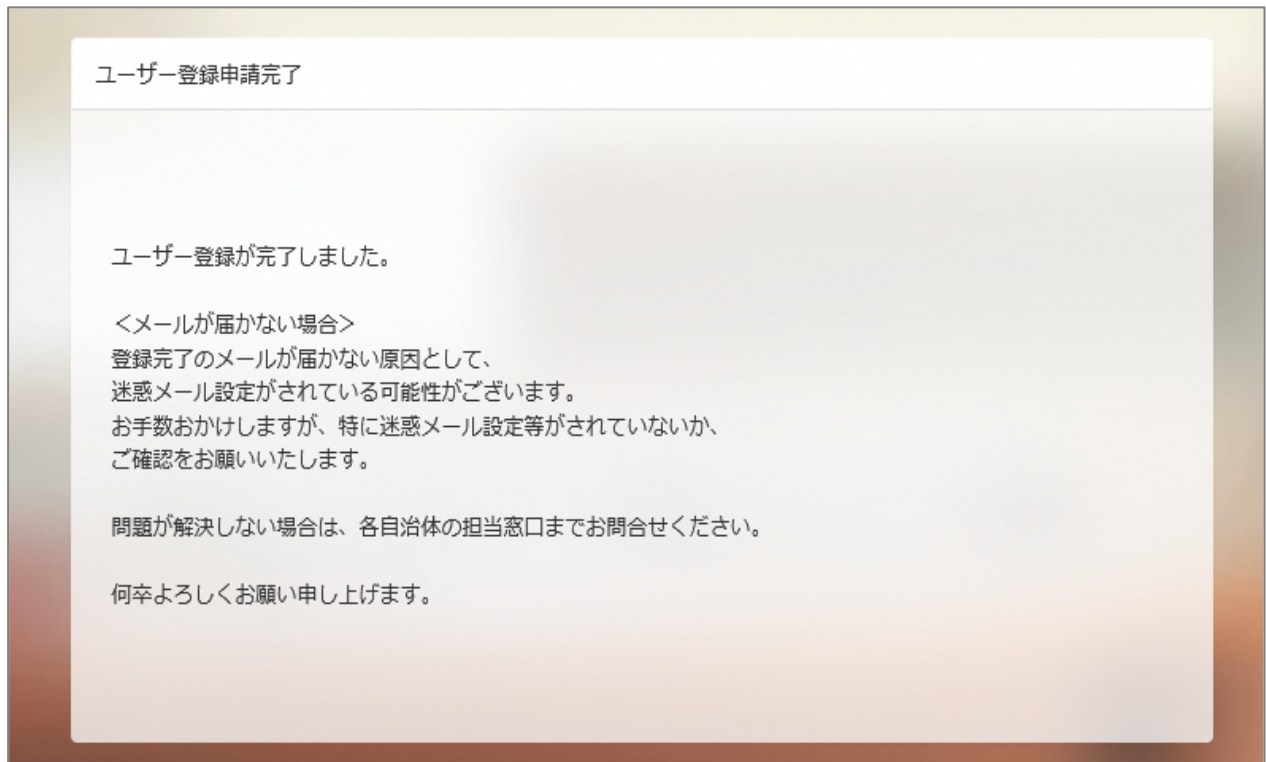 ユーザー登録申請完了
ユーザー登録が完了しました。
＜メールが届かない場合＞
登録完了のメールが届かない原因として、
迷惑メール設定がされている可能性がございます。
お手数おかけしますが、特に迷惑メール設定等がされていないか、
ご確認をお願いいたします。
問題が解決しない場合は、各自治体の担当窓口までお問合せください。
何卒よろしくお願い申し上げます。